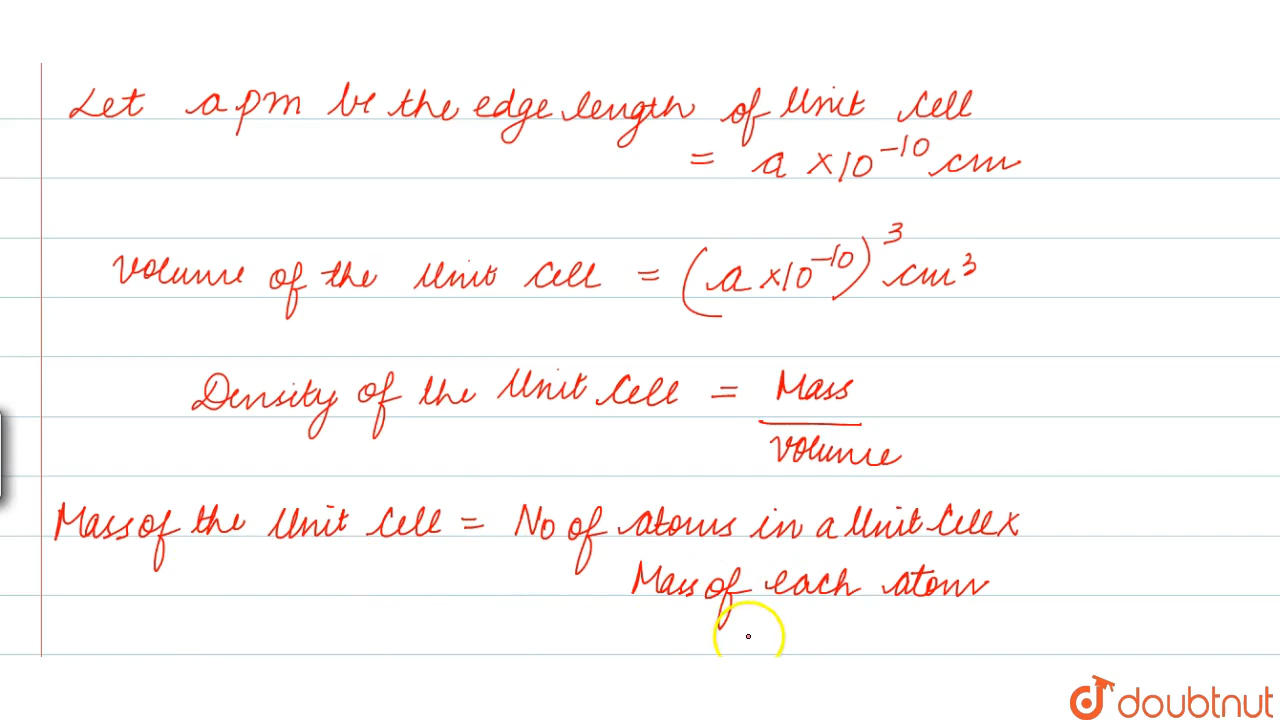 Let a pm be the edge length of Unit Cell
= a × 10⁻¹⁰ cm
Volume of the Unit Cell = (a × 10⁻¹⁰)³ cm³
Density of the Unit Cell = Mass
Volume
Mass of the Unit Cell = No of atoms in a Unit Cell ×
Mass of each atom
doubtnut